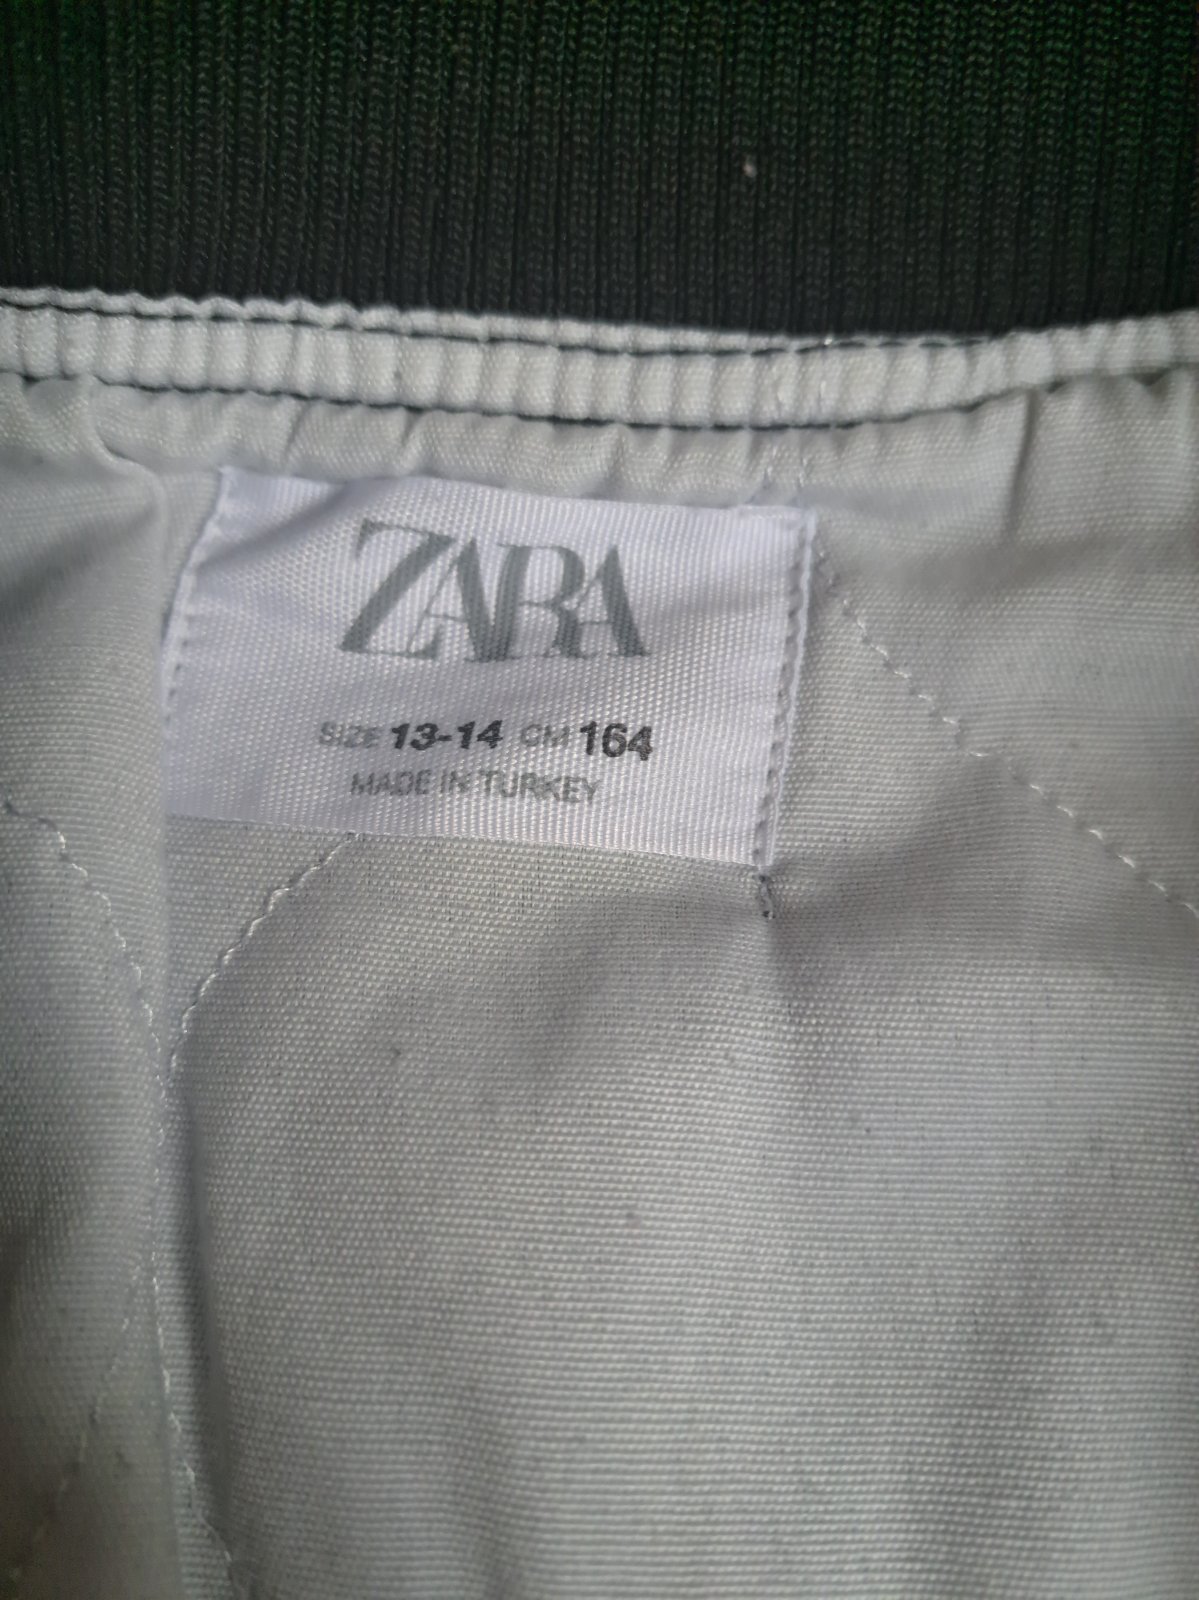 ZARA
SIZE 13-14 CM 164
MADE IN TURKEY